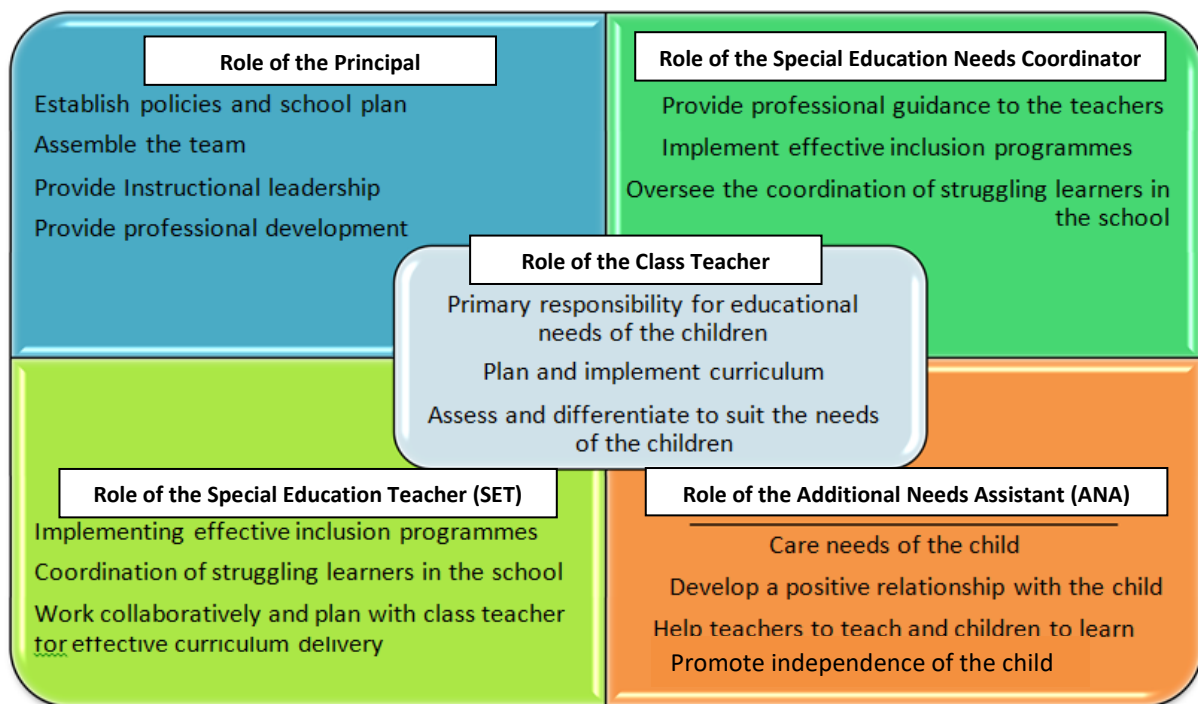 Role of the Principal
Establish policies and school plan
Assemble the team
Provide Instructional leadership
Provide professional development
Role of the Special Education Needs Coordinator
Provide professional guidance to the teachers
Implement effective inclusion programmes
Oversee the coordination of struggling learners in
the school
Role of the Class Teacher
Primary responsibility for educational
needs of the children
Plan and implement curriculum
Assess and differentiate to suit the needs
of the children
Role of the Special Education Teacher (SET)
Implementing effective inclusion programmes
Coordination of struggling learners in the school
Work collaboratively and plan with class teacher
for effective curriculum delivery
Role of the Additional Needs Assistant (ANA)
Care needs of the child
Develop a positive relationship with the child
Help teachers to teach and children to learn
Promote independence of the child